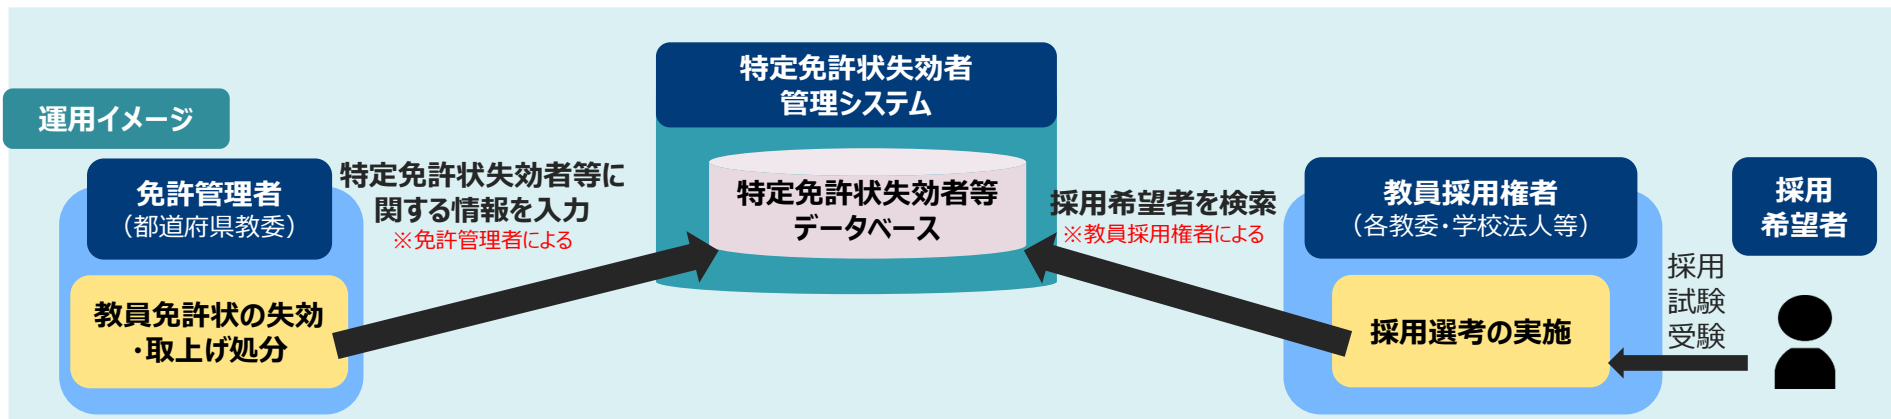 運用イメージ
免許管理者
（都道府県教委）
教員免許状の失効
・取上げ処分
特定免許状失効者等に
関する情報を入力
※免許管理者による
特定免許状失効者
管理システム
特定免許状失効者等
データベース
採用希望者を検索
※教員採用権者による
教員採用権者
（各教委・学校法人等）
採用選考の実施
採用
希望者
採用
試験
受験